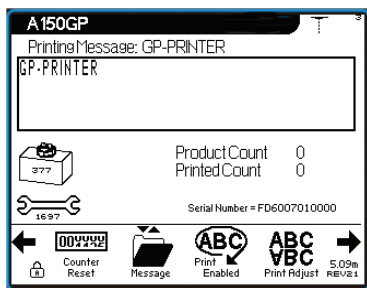 A150GP
3
Printing Message: GP-PRINTER
GP-PRINTER
377
Product Count 0
Printed Count 0
1697
Serial Number = FD6007010000
ABC
ABC
ABC
Counter Reset
Message
Print Enabled
Print Adjust
5.09m
REV21
A